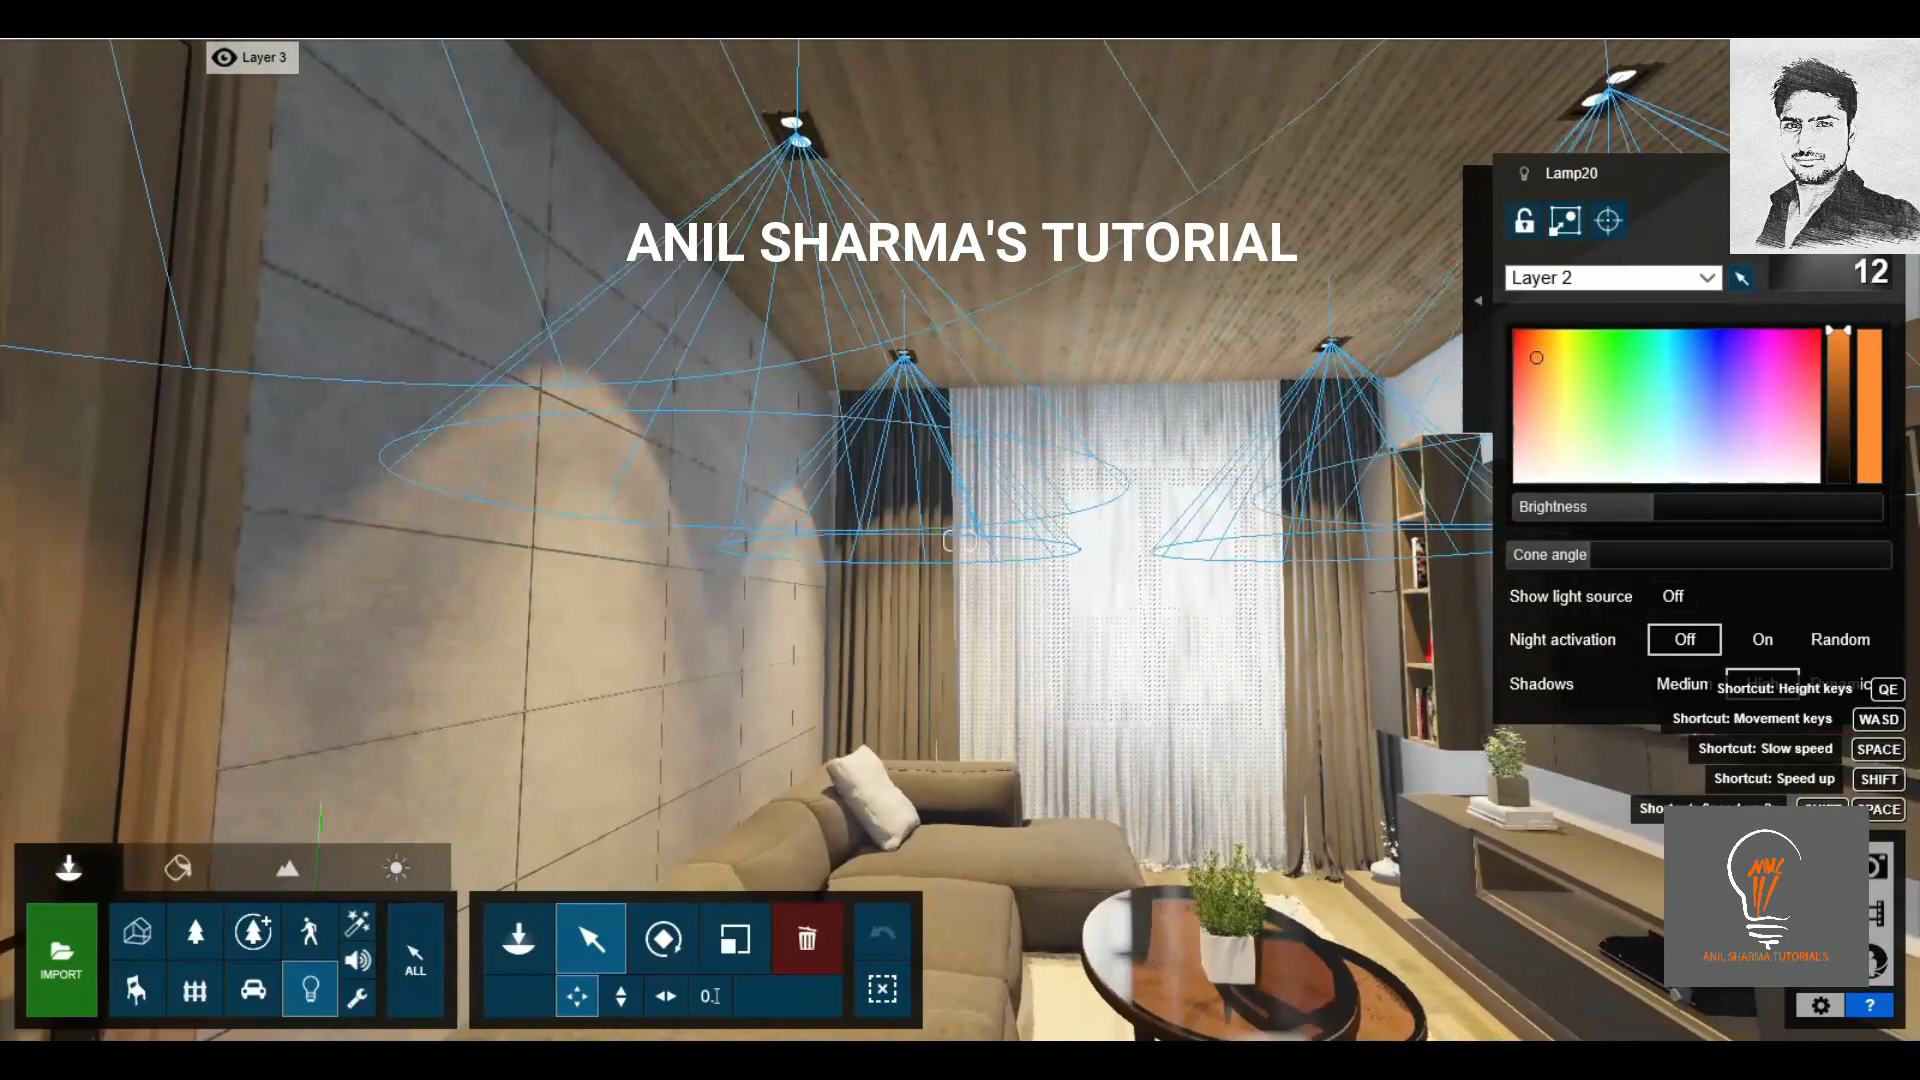 Layer 3
ANIL SHARMA'S TUTORIAL
Lamp20
Layer 2
12
Brightness
Cone angle
Show light source Off
Night activation Off On Random
Shadows Medium High
Shortcut: Height keys QE
Shortcut: Movement keys WASD
Shortcut: Slow speed SPACE
Shortcut: Speed up SHIFT
IMPORT
ALL
0.
ANIL SHARMA TUTORIALS
?